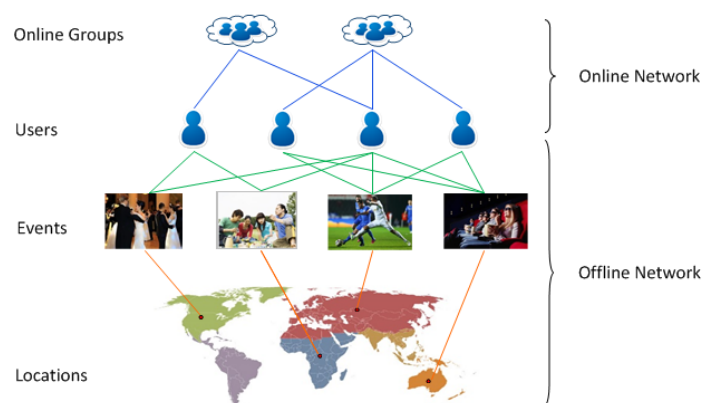 Online Groups
Online Network
Users
Events
Offline Network
Locations